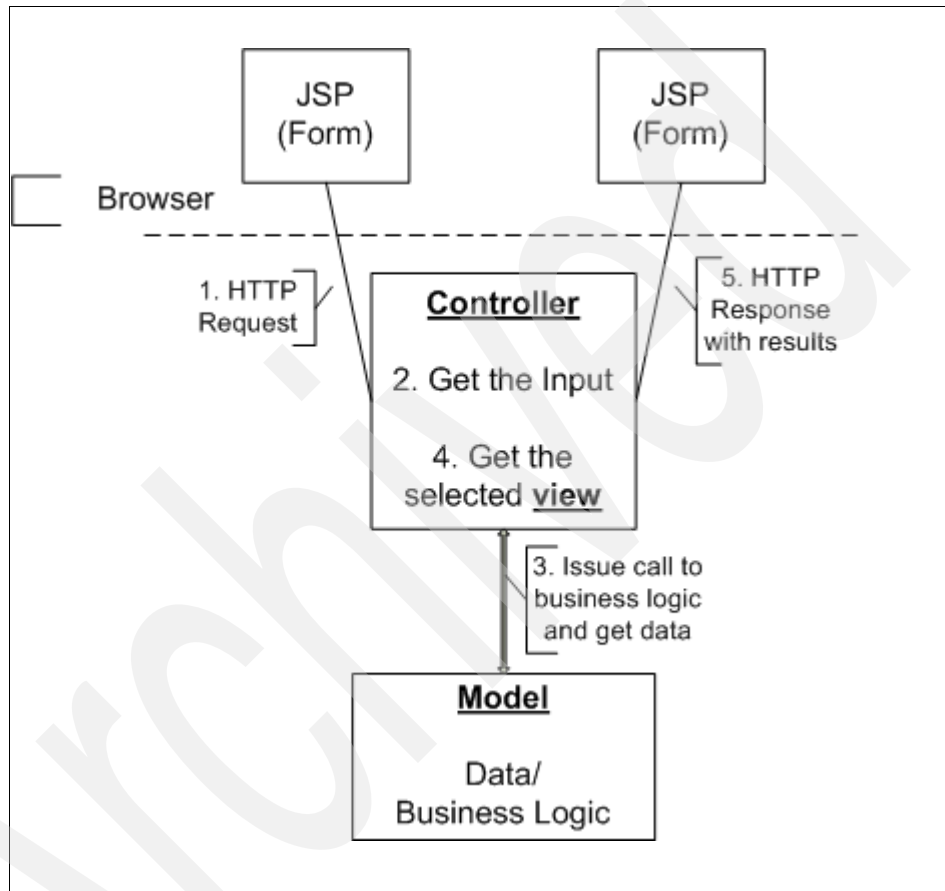 JSP
(Form)
JSP
(Form)
Browser
1. HTTP
Request
5. HTTP
Response
with results
Controller
2. Get the Input
4. Get the
selected view
3. Issue call to
business logic
and get data
Model
Data/
Business Logic
Archived